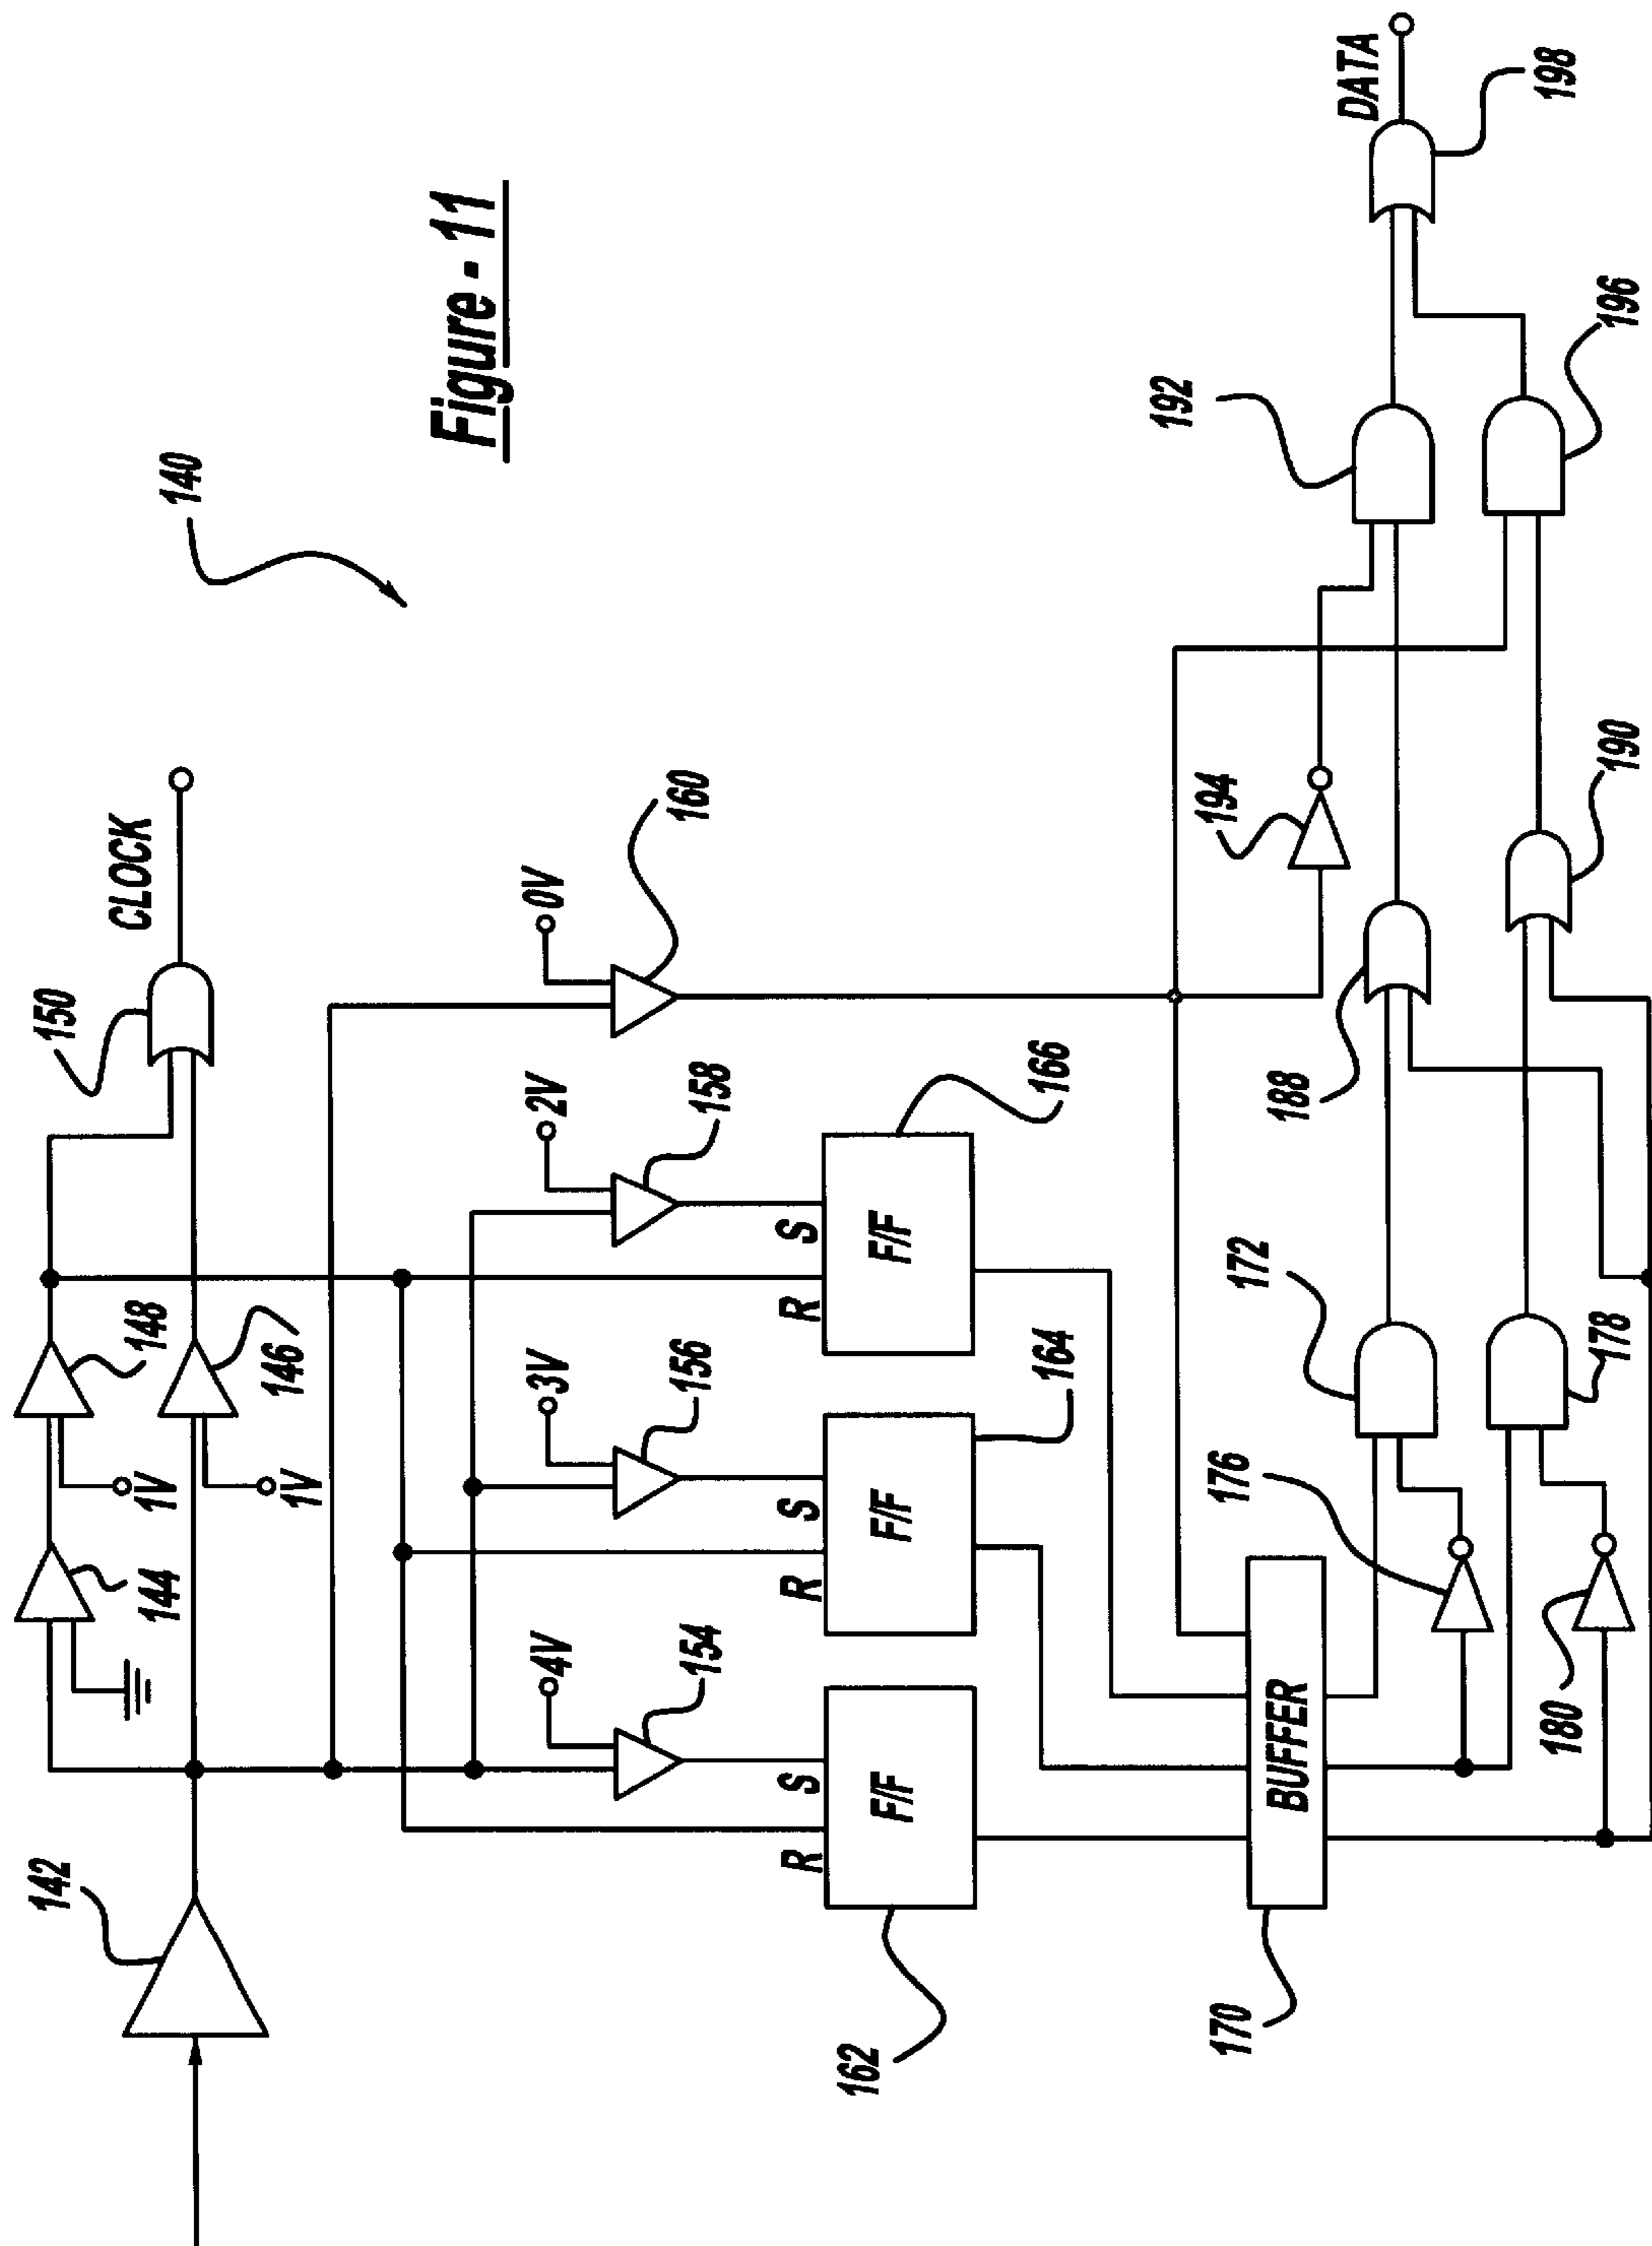 Figure - 11
140
142
144
148
1V
146
1V
150
CLOCK
4V
154
3V
156
2V
158
0V
160
R
S
F/F
162
R
S
F/F
164
R
S
F/F
166
BUFFER
170
172
176
178
180
188
190
194
192
196
198
DATA